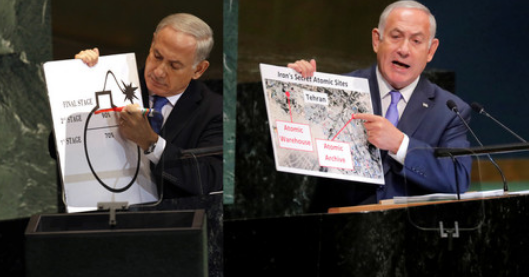 FINAL STAGE
2ND STAGE
90%
1ST STAGE
70%
Iran's Secret Atomic Sites
Tehran
Atomic
Warehouse
Atomic
Archive